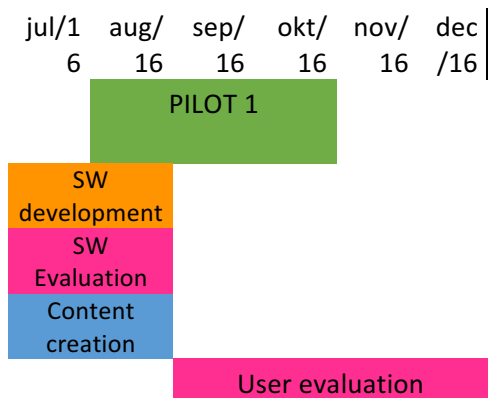 jul/1 aug/ sep/ okt/ nov/ dec
6 16 16 16 16 /16
PILOT 1
SW
development
SW
Evaluation
Content
creation
User evaluation